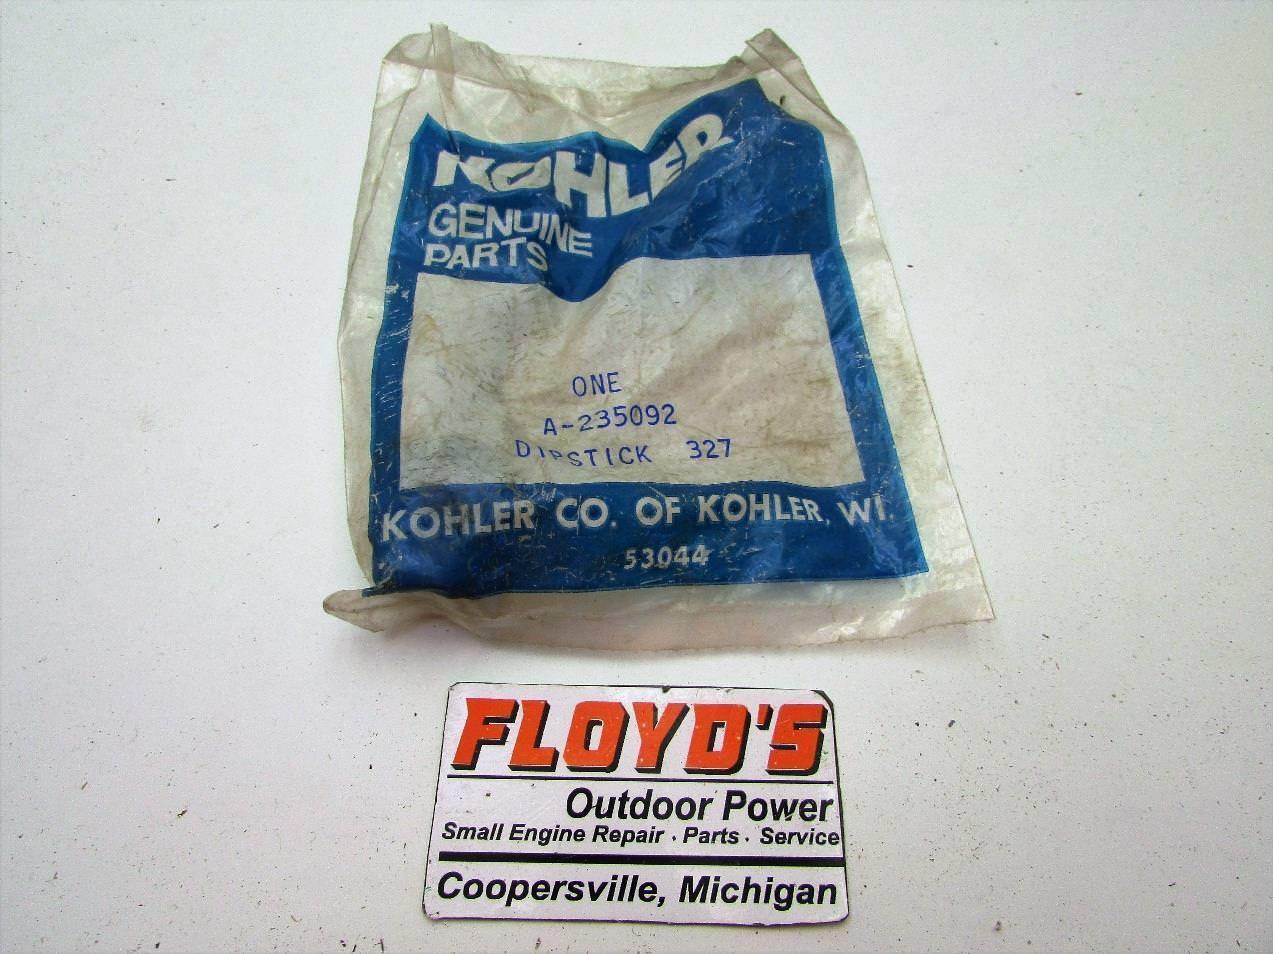 KOHLER
GENUINE
PARTS
ONE
A-235092
DIPSTICK 327
KOHLER CO. OF KOHLER, WI.
53044
FLOYD'S
Outdoor Power
Small Engine Repair · Parts · Service
Coopersville, Michigan